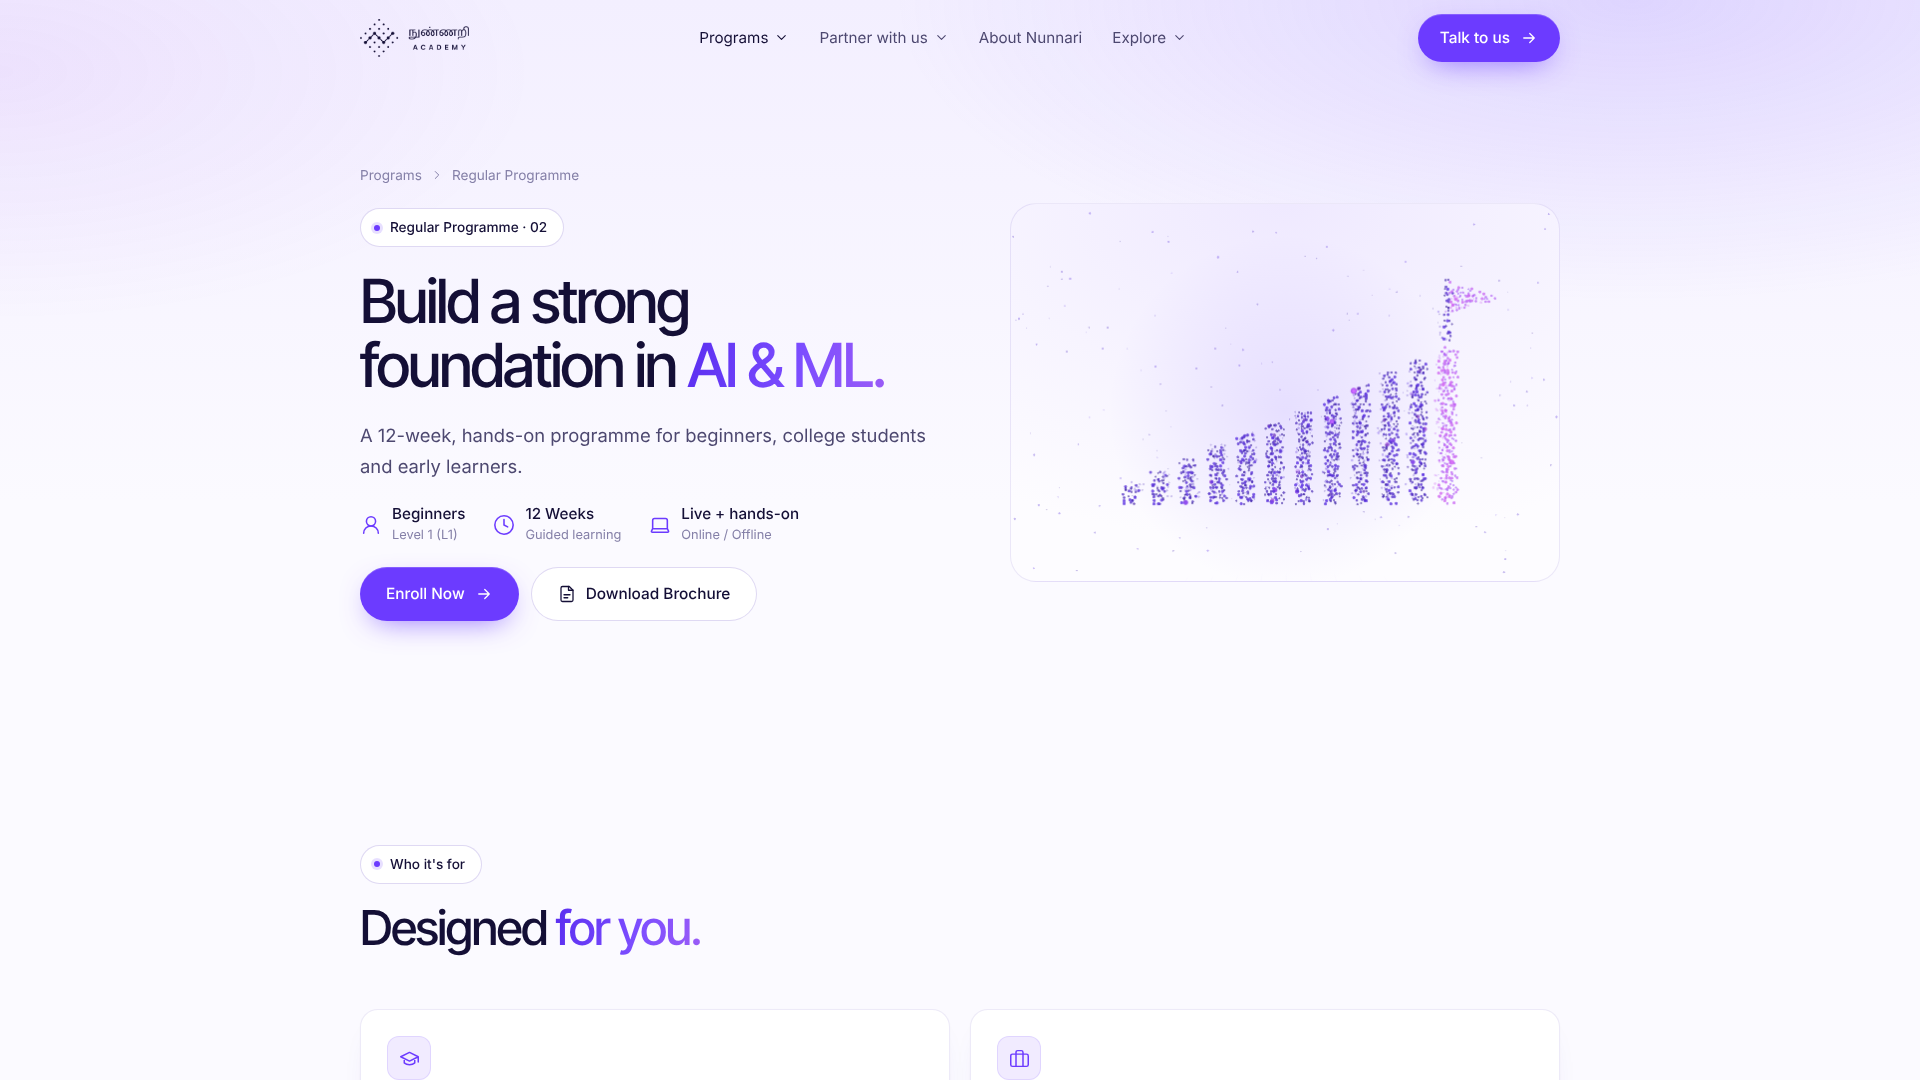 நுண்ணறி
ACADEMY
Programs
Partner with us
About Nunnari
Explore
Talk to us
Programs > Regular Programme
Regular Programme · 02
Build a strong
foundation in AI & ML.
A 12-week, hands-on programme for beginners, college students
and early learners.
Beginners
Level 1 (L1)
12 Weeks
Guided learning
Live + hands-on
Online / Offline
Enroll Now
Download Brochure
Who it's for
Designed for you.